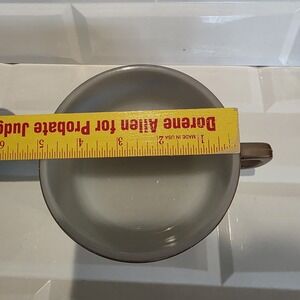 Dorene Allen for Probate Judg
1 MADE IN USA 2 3 4 5 6